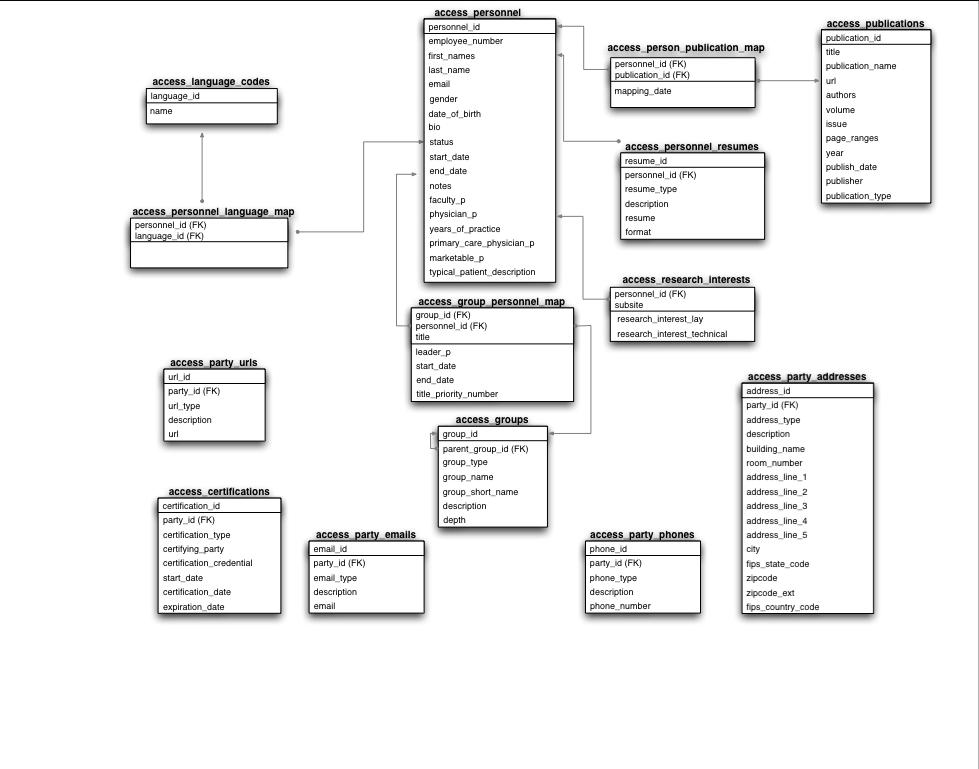 access_personnel
personnel_id
employee_number
first_names
last_name
email
gender
date_of_birth
bio
status
start_date
end_date
notes
faculty_p
physician_p
years_of_practice
primary_care_physician_p
marketable_p
typical_patient_description
access_person_publication_map
personnel_id (FK)
publication_id (FK)
mapping_date
access_publications
publication_id
title
publication_name
url
authors
volume
issue
page_ranges
year
publish_date
publisher
publication_type
access_language_codes
language_id
name
access_personnel_resumes
resume_id
personnel_id (FK)
resume_type
description
resume
format
access_personnel_language_map
personnel_id (FK)
language_id (FK)
access_research_interests
personnel_id (FK)
subsite
research_interest_lay
research_interest_technical
access_group_personnel_map
group_id (FK)
personnel_id (FK)
title
leader_p
start_date
end_date
title_priority_number
access_party_urls
url_id
party_id (FK)
url_type
description
url
access_party_addresses
address_id
party_id (FK)
address_type
description
building_name
room_number
address_line_1
address_line_2
address_line_3
address_line_4
address_line_5
city
fips_state_code
zipcode
zipcode_ext
fips_country_code
access_groups
group_id
parent_group_id (FK)
group_type
group_name
group_short_name
description
depth
access_certifications
certification_id
party_id (FK)
certification_type
certifying_party
certification_credential
start_date
certification_date
expiration_date
access_party_emails
email_id
party_id (FK)
email_type
description
email
access_party_phones
phone_id
party_id (FK)
phone_type
description
phone_number